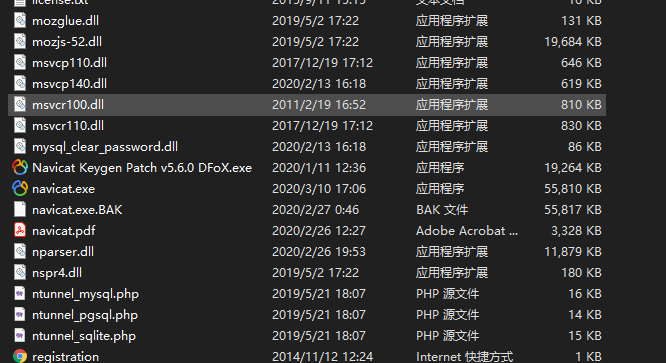 license.txt 2019/9/11 15:15 文本文档 16 KB
mozglue.dll 2019/5/2 17:22 应用程序扩展 131 KB
mozjs-52.dll 2019/5/2 17:22 应用程序扩展 19,684 KB
msvcp110.dll 2017/12/19 17:12 应用程序扩展 646 KB
msvcp140.dll 2020/2/13 16:18 应用程序扩展 619 KB
msvcr100.dll 2011/2/19 16:52 应用程序扩展 810 KB
msvcr110.dll 2017/12/19 17:12 应用程序扩展 830 KB
mysql_clear_password.dll 2020/2/13 16:18 应用程序扩展 86 KB
Navicat Keygen Patch v5.6.0 DFoX.exe 2020/1/11 12:36 应用程序 19,264 KB
navicat.exe 2020/3/10 17:06 应用程序 55,810 KB
navicat.exe.BAK 2020/2/27 0:46 BAK 文件 55,817 KB
navicat.pdf 2020/2/26 12:27 Adobe Acrobat ... 3,328 KB
nparser.dll 2020/2/26 19:53 应用程序扩展 11,879 KB
nspr4.dll 2019/5/2 17:22 应用程序扩展 180 KB
ntunnel_mysql.php 2019/5/21 18:07 PHP 源文件 16 KB
ntunnel_pgsql.php 2019/5/21 18:07 PHP 源文件 14 KB
ntunnel_sqlite.php 2019/5/21 18:07 PHP 源文件 15 KB
registration 2014/11/12 12:24 Internet 快捷方式 1 KB